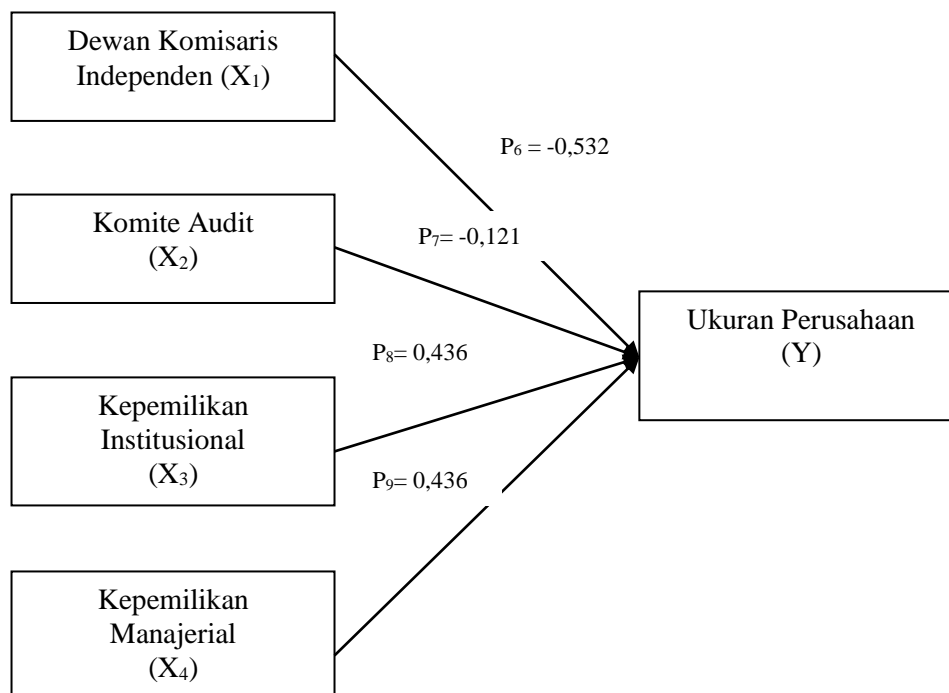 Dewan Komisaris
Independen (X₁)
P₆ = -0,532
Komite Audit
(X₂)
P₇= -0,121
Ukuran Perusahaan
(Y)
P₈= 0,436
Kepemilikan
Institusional
(X₃)
P₉= 0,436
Kepemilikan
Manajerial
(X₄)